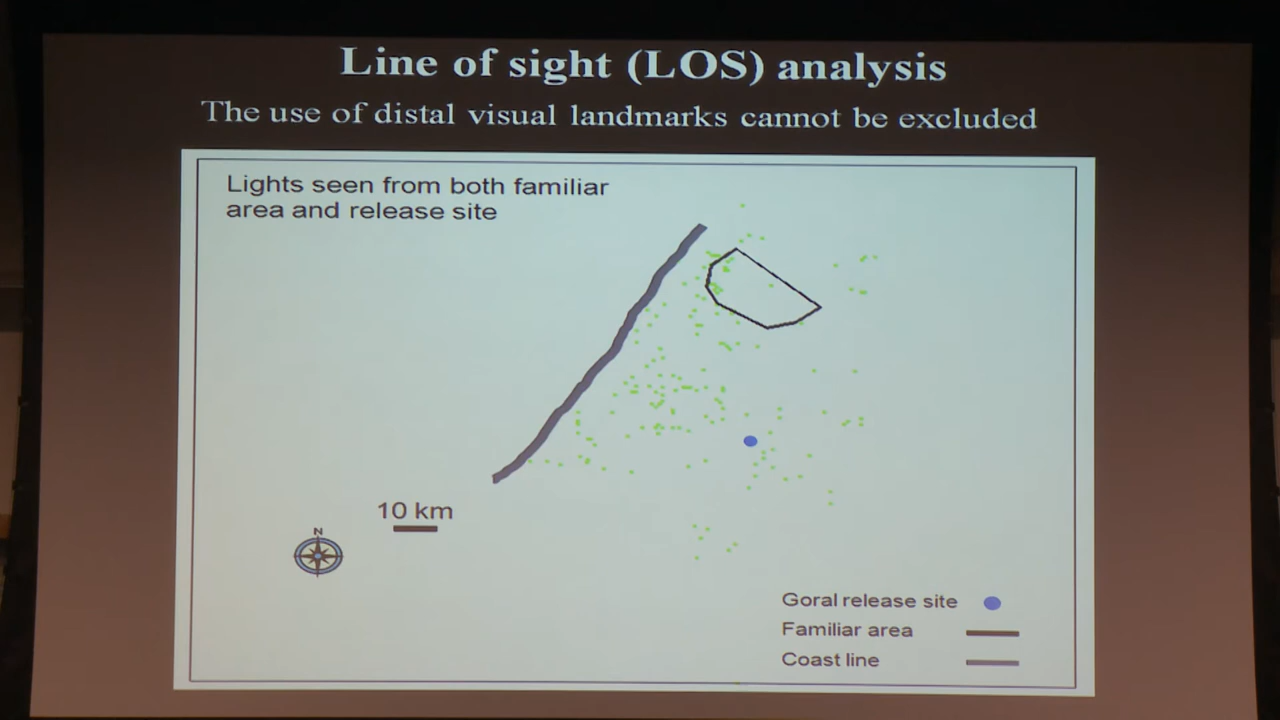 Line of sight (LOS) analysis
The use of distal visual landmarks cannot be excluded
Lights seen from both familiar
area and release site
10 km
N
Goral release site
Familiar area
Coast line